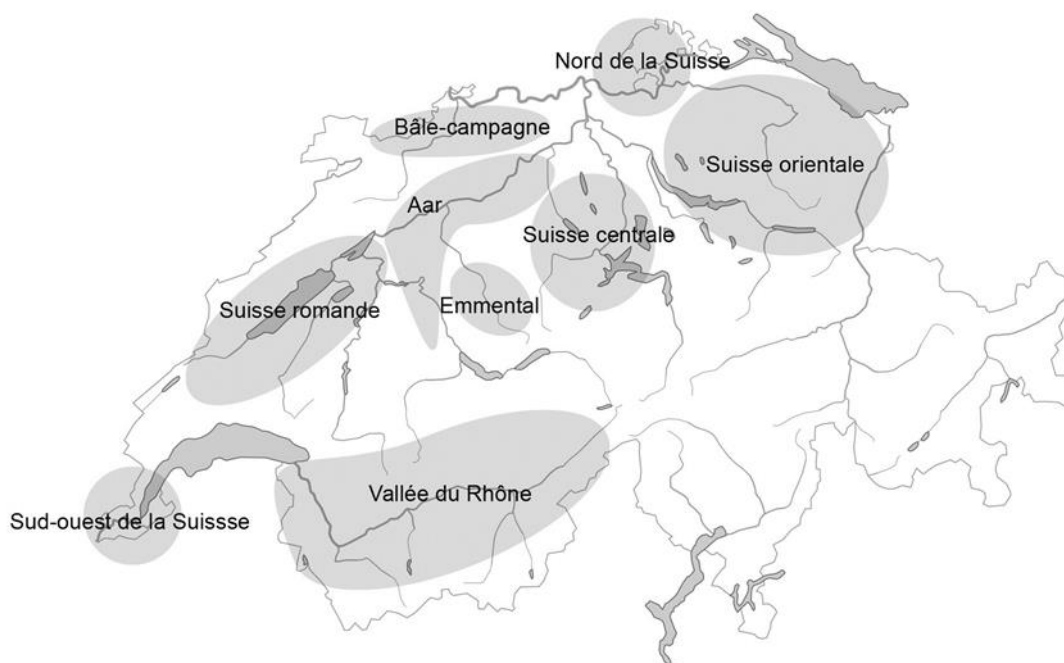 Nord de la Suisse
Bâle-campagne
Suisse orientale
Aar
Suisse centrale
Suisse romande
Emmental
Vallée du Rhône
Sud-ouest de la Suissse